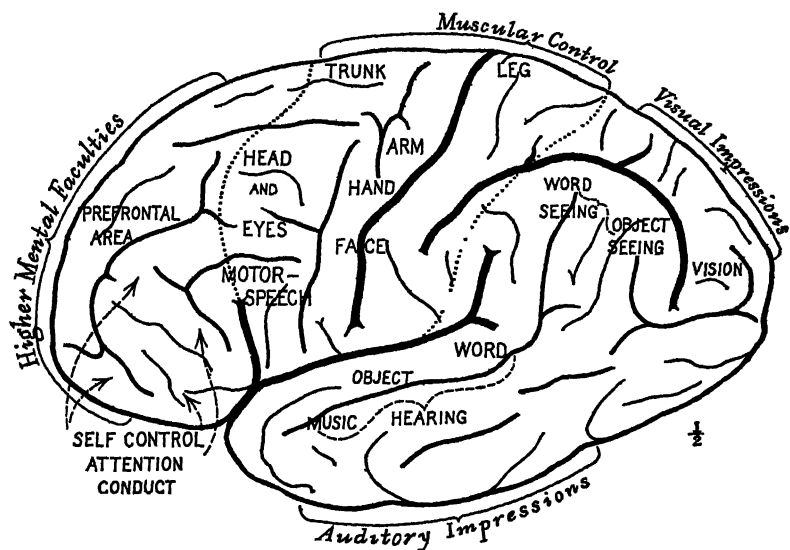 Muscular Control
Visual Impressions
Higher Mental Faculties
TRUNK
LEG
ARM
HEAD
AND
EYES
HAND
PREFRONTAL
AREA
FACE
WORD
SEEING
OBJECT
SEEING
VISION
MOTOR-
SPEECH
WORD
OBJECT
MUSIC
HEARING
SELF CONTROL
ATTENTION
CONDUCT
1/2
Auditory Impressions